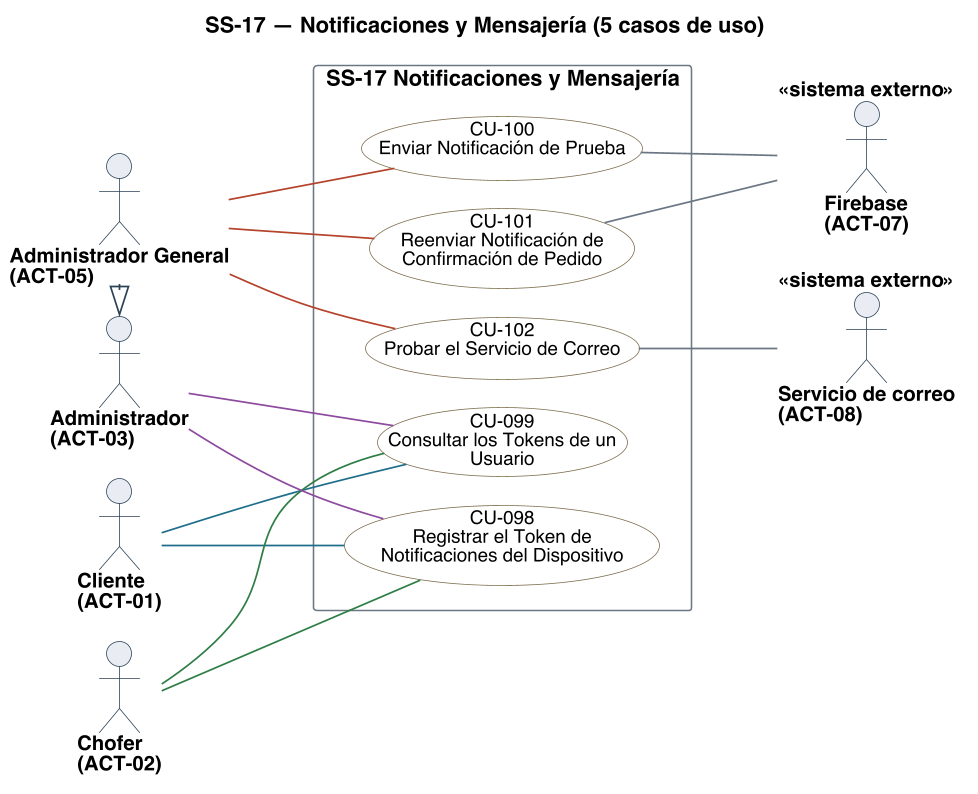 SS-17 — Notificaciones y Mensajería (5 casos de uso)
SS-17 Notificaciones y Mensajería
CU-100
Enviar Notificación de Prueba
CU-101
Reenviar Notificación de
Confirmación de Pedido
CU-102
Probar el Servicio de Correo
CU-099
Consultar los Tokens de un
Usuario
CU-098
Registrar el Token de
Notificaciones del Dispositivo
Administrador General
(ACT-05)
Administrador
(ACT-03)
Cliente
(ACT-01)
Chofer
(ACT-02)
«sistema externo»
Firebase
(ACT-07)
«sistema externo»
Servicio de correo
(ACT-08)